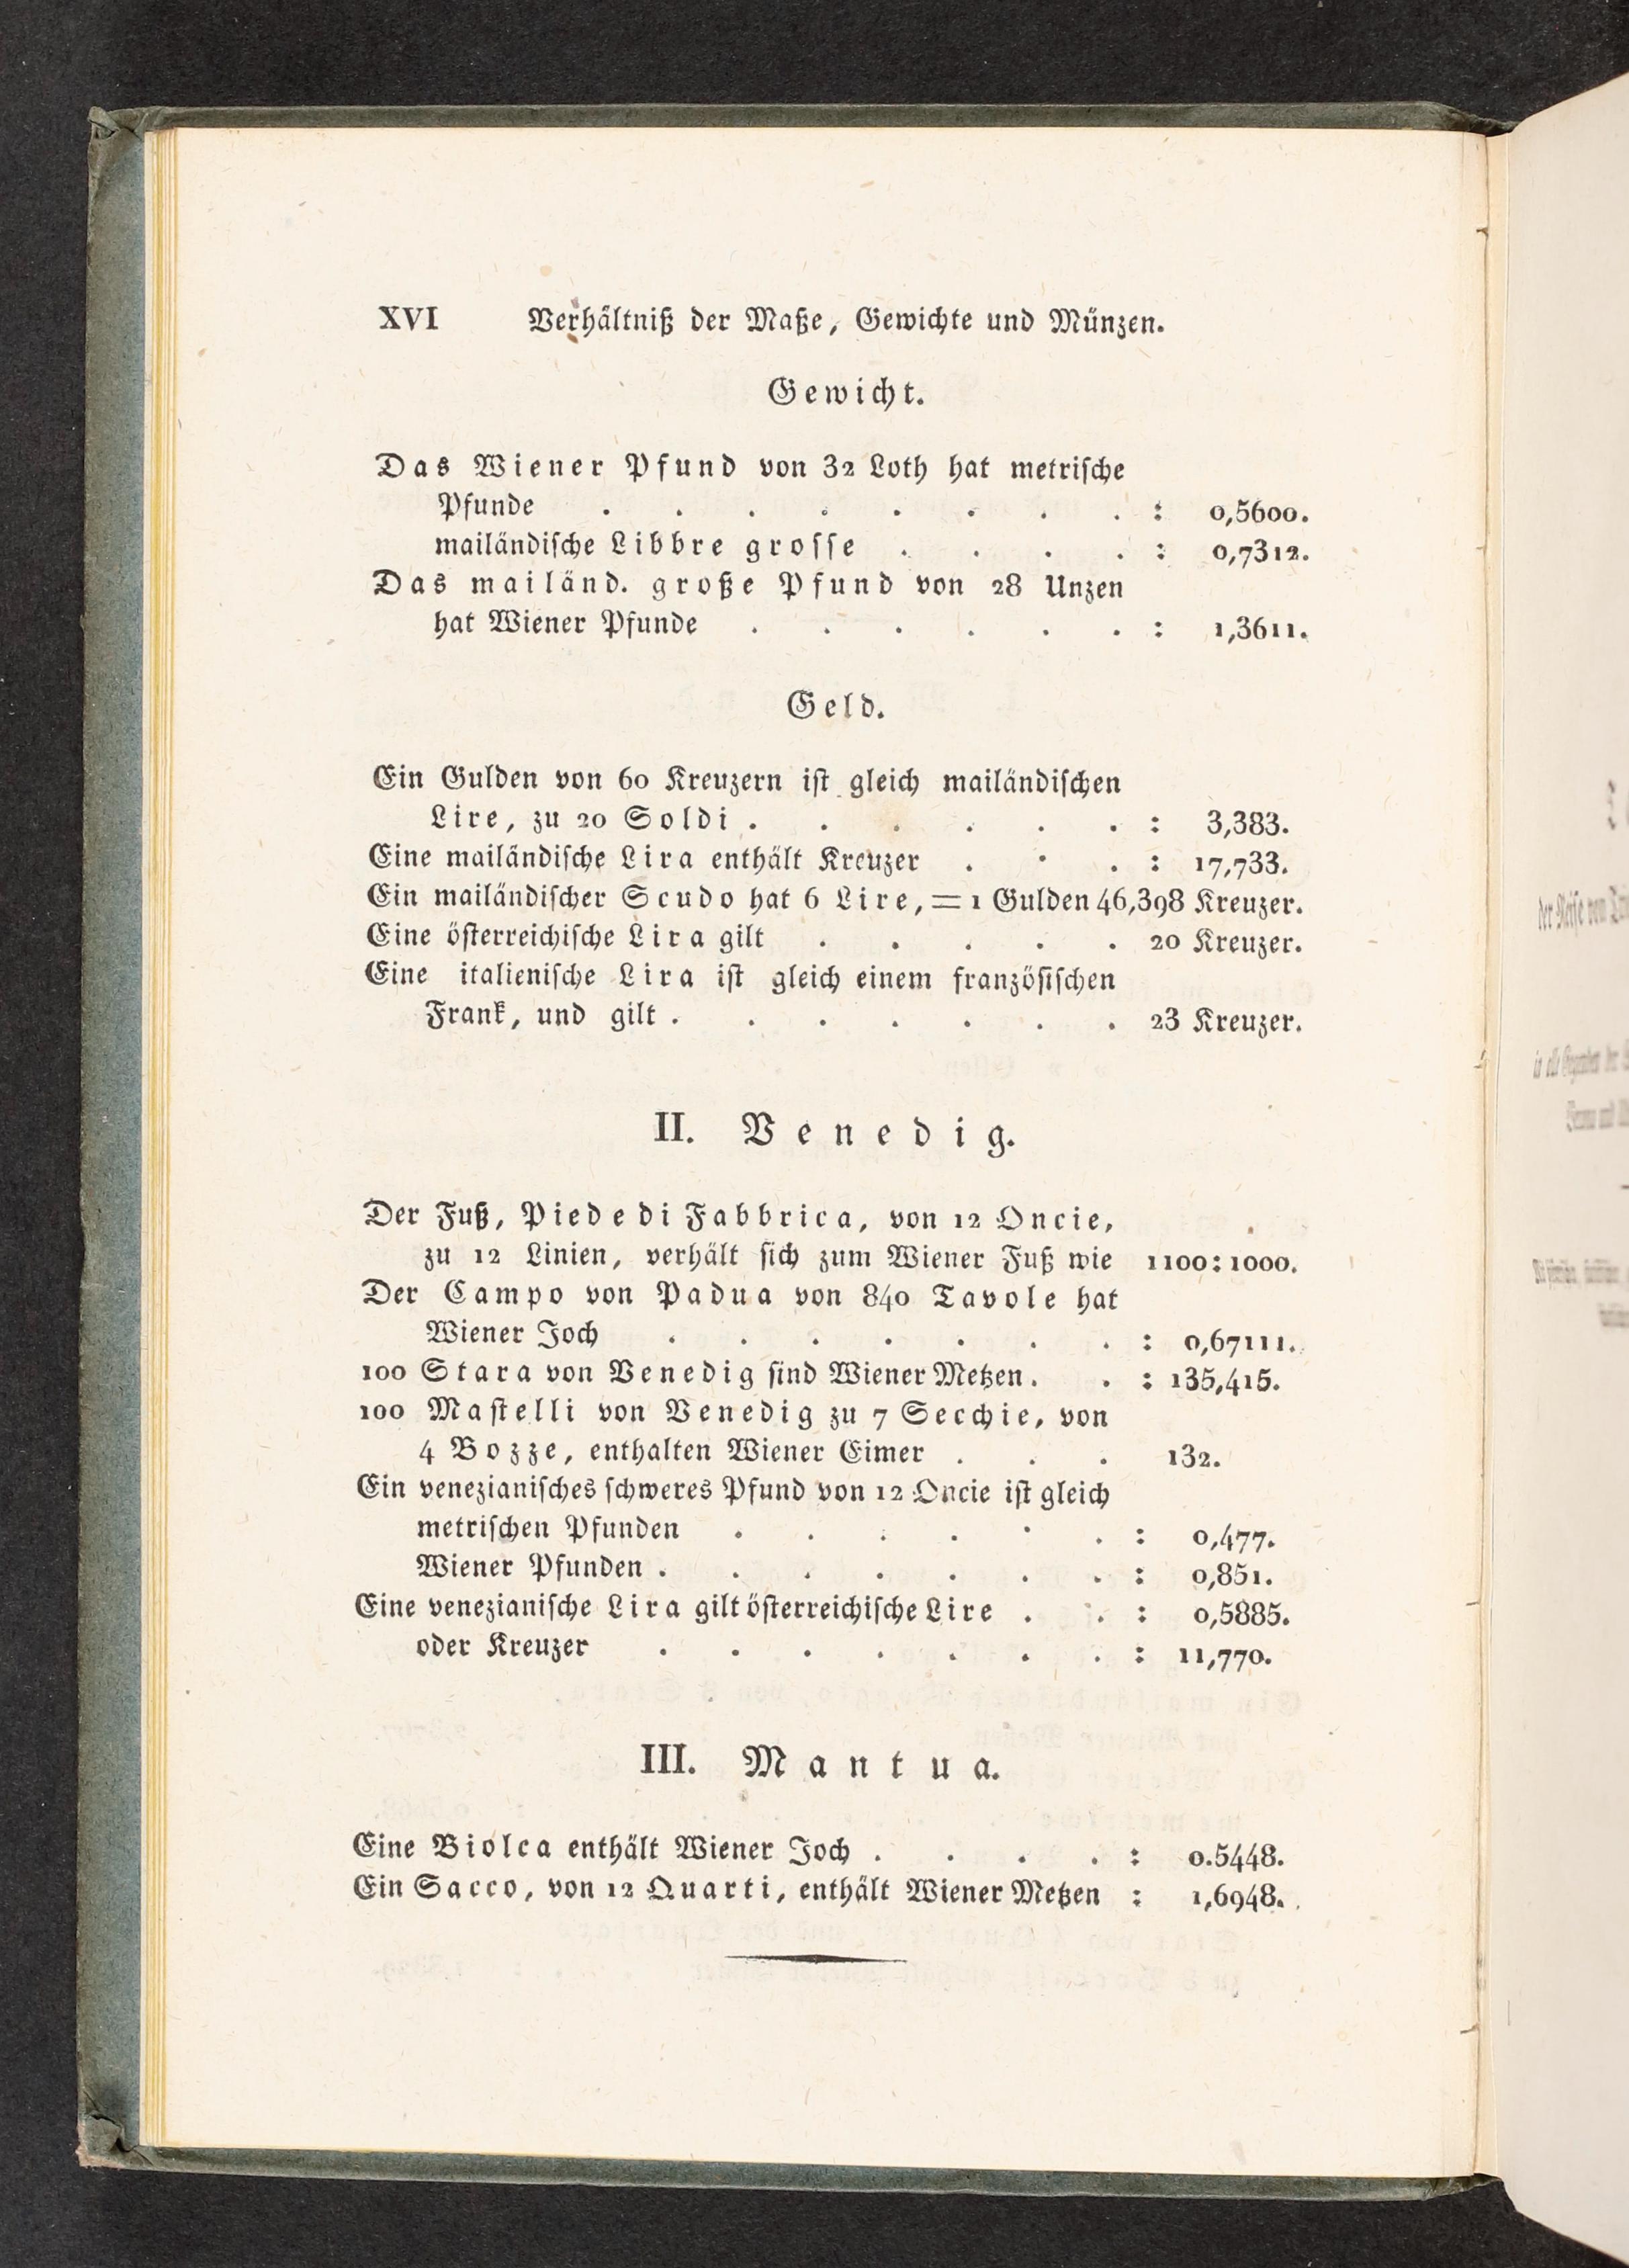 XVI Verhältniß der Maße, Gewichte und Münzen.
Gewicht.
Das Wiener Pfund von 32 Loth hat metrische
Pfunde . . . . . . . . : 0,5600.
mailändische Libbre grosse . . . . : 0,7312.
Das mailänd. große Pfund von 28 Unzen
hat Wiener Pfunde . . . . . . : 1,3611.
Geld.
Ein Gulden von 60 Kreuzern ist gleich mailändischen
Lire, zu 20 Soldi . . . . . . : 3,383.
Eine mailändische Lira enthält Kreuzer . . . : 17,733.
Ein mailändischer Scudo hat 6 Lire, = 1 Gulden 46,398 Kreuzer.
Eine österreichische Lira gilt . . . . . 20 Kreuzer.
Eine italienische Lira ist gleich einem französischen
Frank, und gilt . . . . . . . 23 Kreuzer.
II. Venedig.
Der Fuß, Piede di Fabbrica, von 12 Oncie,
zu 12 Linien, verhält sich zum Wiener Fuß wie 1100:1000.
Der Campo von Padua von 840 Tavole hat
Wiener Joch . . . . . . . : 0,67111.
100 Stara von Venedig sind Wiener Metzen . . : 135,415.
100 Mastelli von Venedig zu 7 Secchie, von
4 Bozze, enthalten Wiener Eimer . . . 132.
Ein venezianisches schweres Pfund von 12 Oncie ist gleich
metrischen Pfunden . . . . . . : 0,477.
Wiener Pfunden . . . . . . . : 0,851.
Eine venezianische Lira gilt österreichische Lire . . : 0,5885.
oder Kreuzer . . . . . . . : 11,770.
III. Mantua.
Eine Biolca enthält Wiener Joch . . . . : 0.5448.
Ein Sacco, von 12 Quarti, enthält Wiener Metzen : 1,6948.